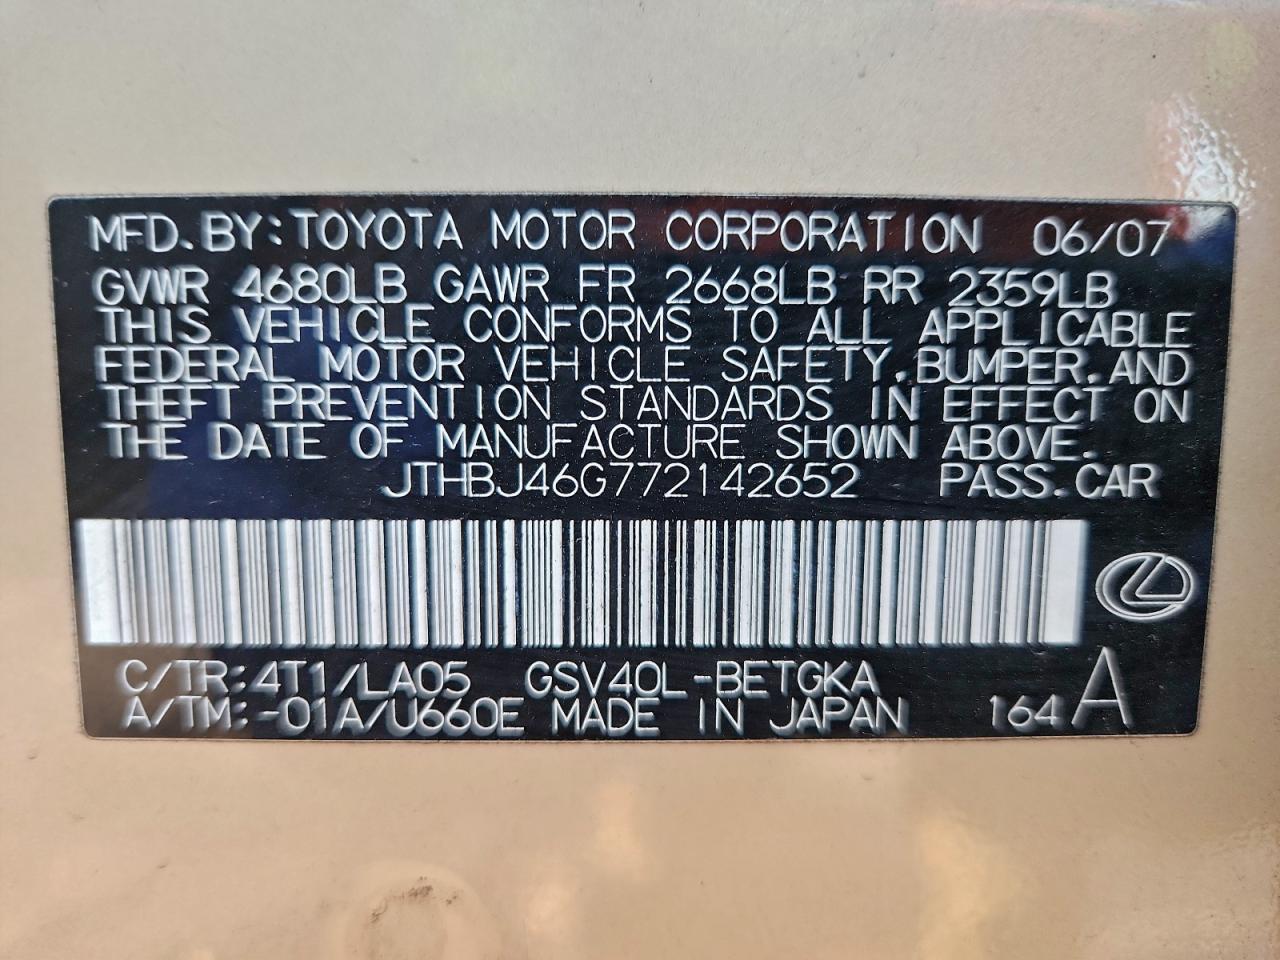 MFD.BY:TOYOTA MOTOR CORPORATION 06/07
GVWR 4680LB GAWR FR 2668LB RR 2359LB
THIS VEHICLE CONFORMS TO ALL APPLICABLE
FEDERAL MOTOR VEHICLE SAFETY,BUMPER,AND
THEFT PREVENTION STANDARDS IN EFFECT ON
THE DATE OF MANUFACTURE SHOWN ABOVE.
JTHBJ46G772142652 PASS.CAR
C/TR:4T1/LA05 GSV40L-BETGKA
A/TM:-01A/U660E MADE IN JAPAN 164 A